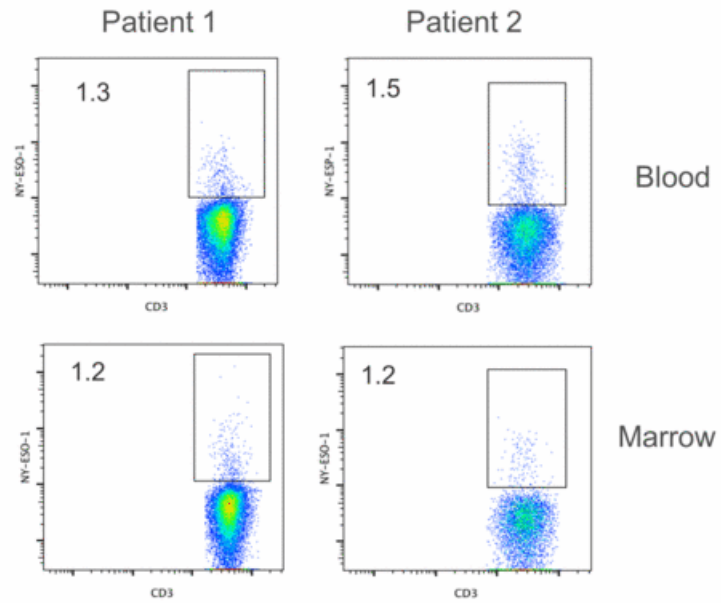 Patient 1
Patient 2
1.3
NY-ESO-1
CD3
1.5
NY-ESP-1
CD3
Blood
1.2
NY-ESO-1
CD3
1.2
NY-ESO-1
CD3
Marrow